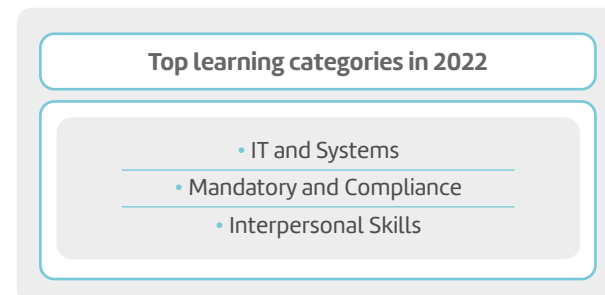 Top learning categories in 2022
• IT and Systems
• Mandatory and Compliance
• Interpersonal Skills